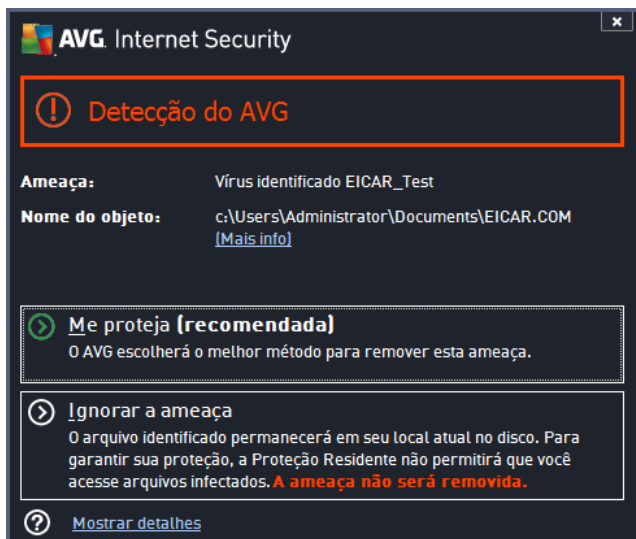 AVG. Internet Security
x
Detecção do AVG
Ameaça: Vírus identificado EICAR_Test
Nome do objeto: c:\Users\Administrator\Documents\EICAR.COM
(Mais info)
Me proteja (recomendada)
O AVG escolherá o melhor método para remover esta ameaça.
Ignorar a ameaça
O arquivo identificado permanecerá em seu local atual no disco. Para
garantir sua proteção, a Proteção Residente não permitirá que você
acesse arquivos infectados. A ameaça não será removida.
Mostrar detalhes